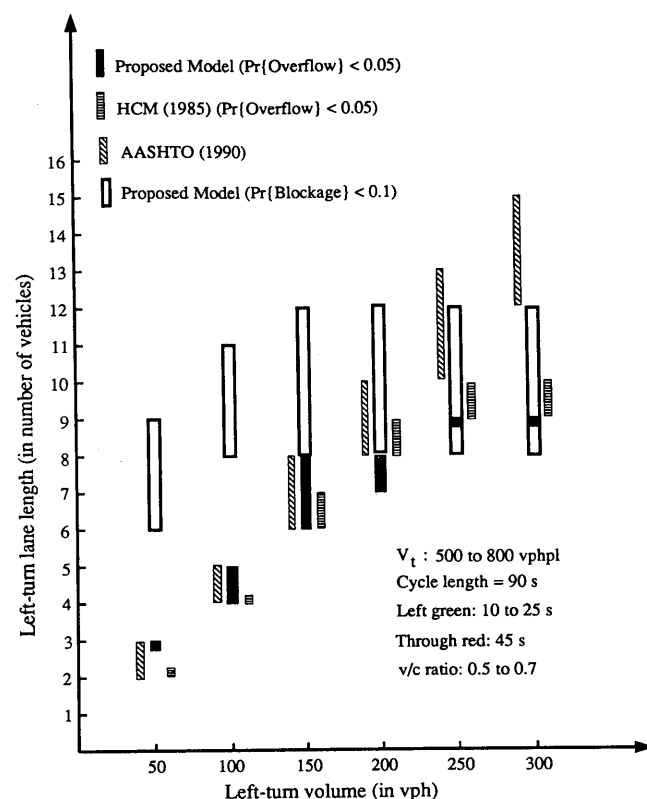 Proposed Model (Pr{Overflow} < 0.05)
HCM (1985) (Pr{Overflow} < 0.05)
AASHTO (1990)
Proposed Model (Pr{Blockage} < 0.1)
16
15
14
13
12
11
10
9
8
7
6
5
4
3
2
1
Left-turn lane length (in number of vehicles)
V_t : 500 to 800 vphpl
Cycle length = 90 s
Left green: 10 to 25 s
Through red: 45 s
v/c ratio: 0.5 to 0.7
50 100 150 200 250 300
Left-turn volume (in vph)